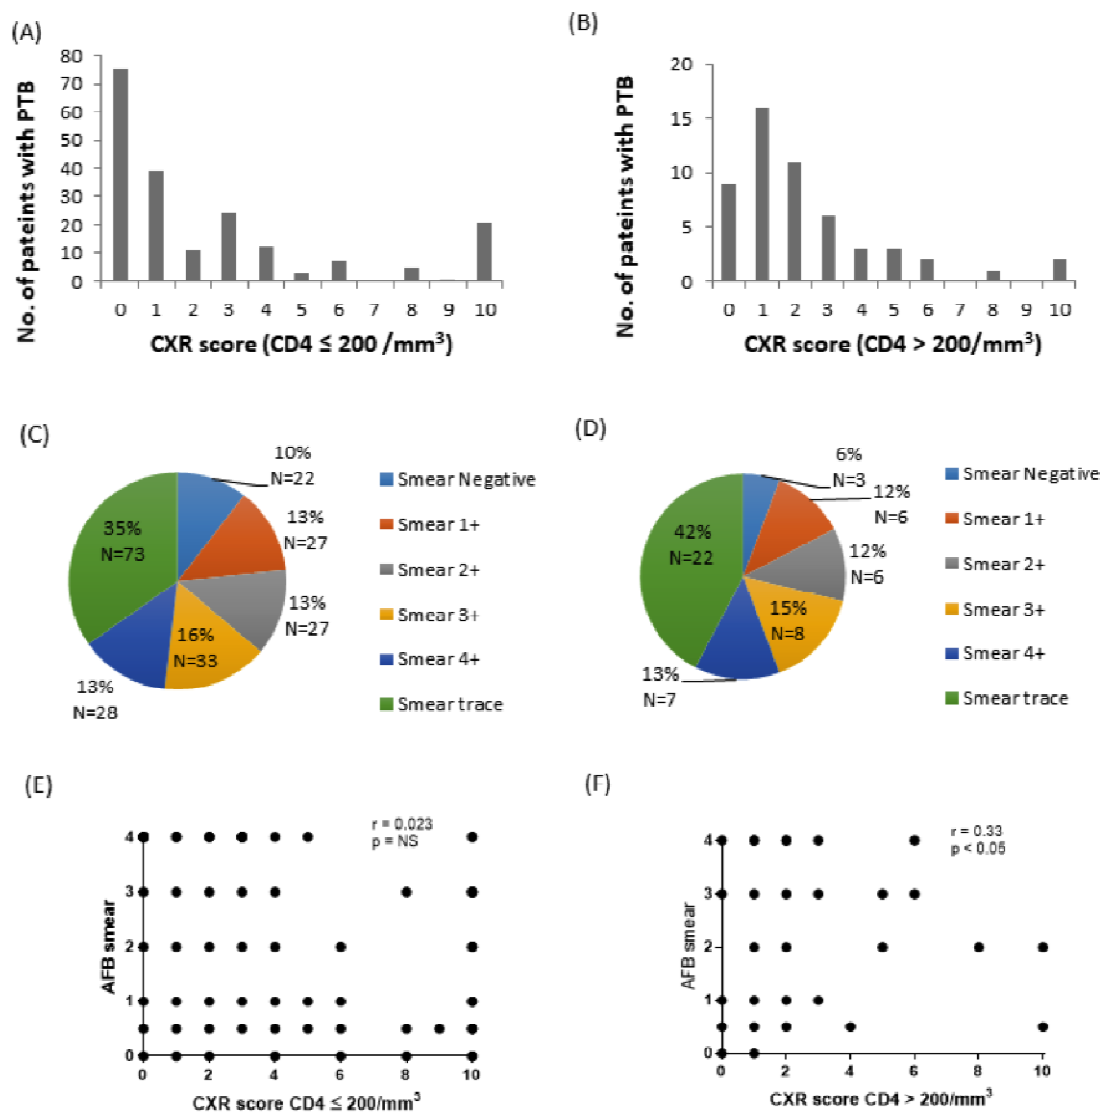 (A)
No. of pateints with PTB
80
70
60
50
40
30
20
10
0
0 1 2 3 4 5 6 7 8 9 10
CXR score (CD4 ≤ 200 /mm³)
(B)
No. of pateints with PTB
20
15
10
5
0
0 1 2 3 4 5 6 7 8 9 10
CXR score (CD4 > 200/mm³)
(C)
10%
N=22
13%
N=27
13%
N=27
16%
N=33
13%
N=28
35%
N=73
Smear Negative
Smear 1+
Smear 2+
Smear 3+
Smear 4+
Smear trace
(D)
6%
N=3
12%
N=6
12%
N=6
15%
N=8
13%
N=7
42%
N=22
Smear Negative
Smear 1+
Smear 2+
Smear 3+
Smear 4+
Smear trace
(E)
r = 0.023
p = NS
AFB smear
4
3
2
1
0
0 2 4 6 8 10
CXR score CD4 ≤ 200/mm³
(F)
r = 0.33
p < 0.05
AFB smear
4
3
2
1
0
0 2 4 6 8 10
CXR score CD4 > 200/mm³